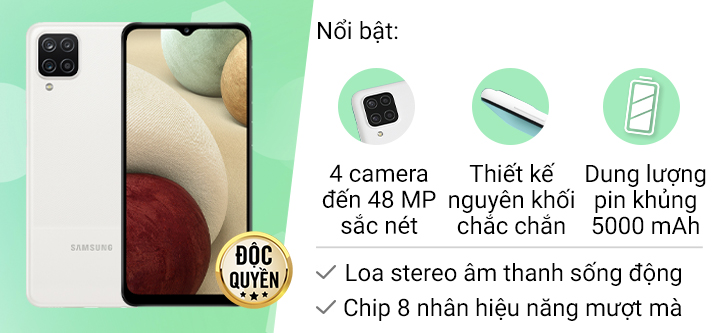 Nổi bật:
4 camera
đến 48 MP
sắc nét
Thiết kế
nguyên khối
chắc chắn
Dung lượng
pin khủng
5000 mAh
SAMSUNG
ĐỘC
QUYỀN
Loa stereo âm thanh sống động
Chip 8 nhân hiệu năng mượt mà